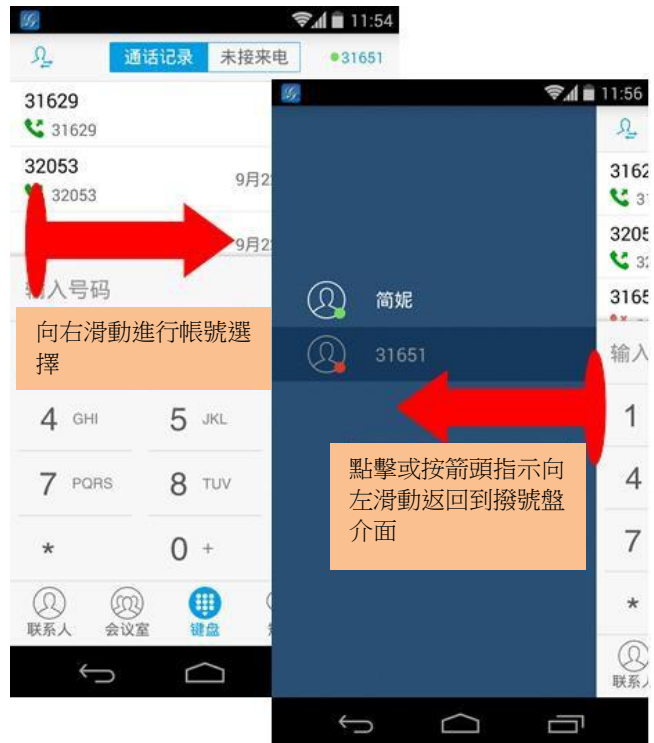 11:54
通话记录 未接来电 31651
31629
31629
32053
9月2
32053
9月2
入号码
向右滑動進行帳號選
擇
4 GHI 5 JKL
7 PQRS 8 TUV
* 0 +
联系人 会议室 键盘
11:56
3162
3
3205
3
3165
简妮
31651
输入
1
點擊或按箭頭指示向
左滑動返回到撥號盤
介面
4
7
*
联系